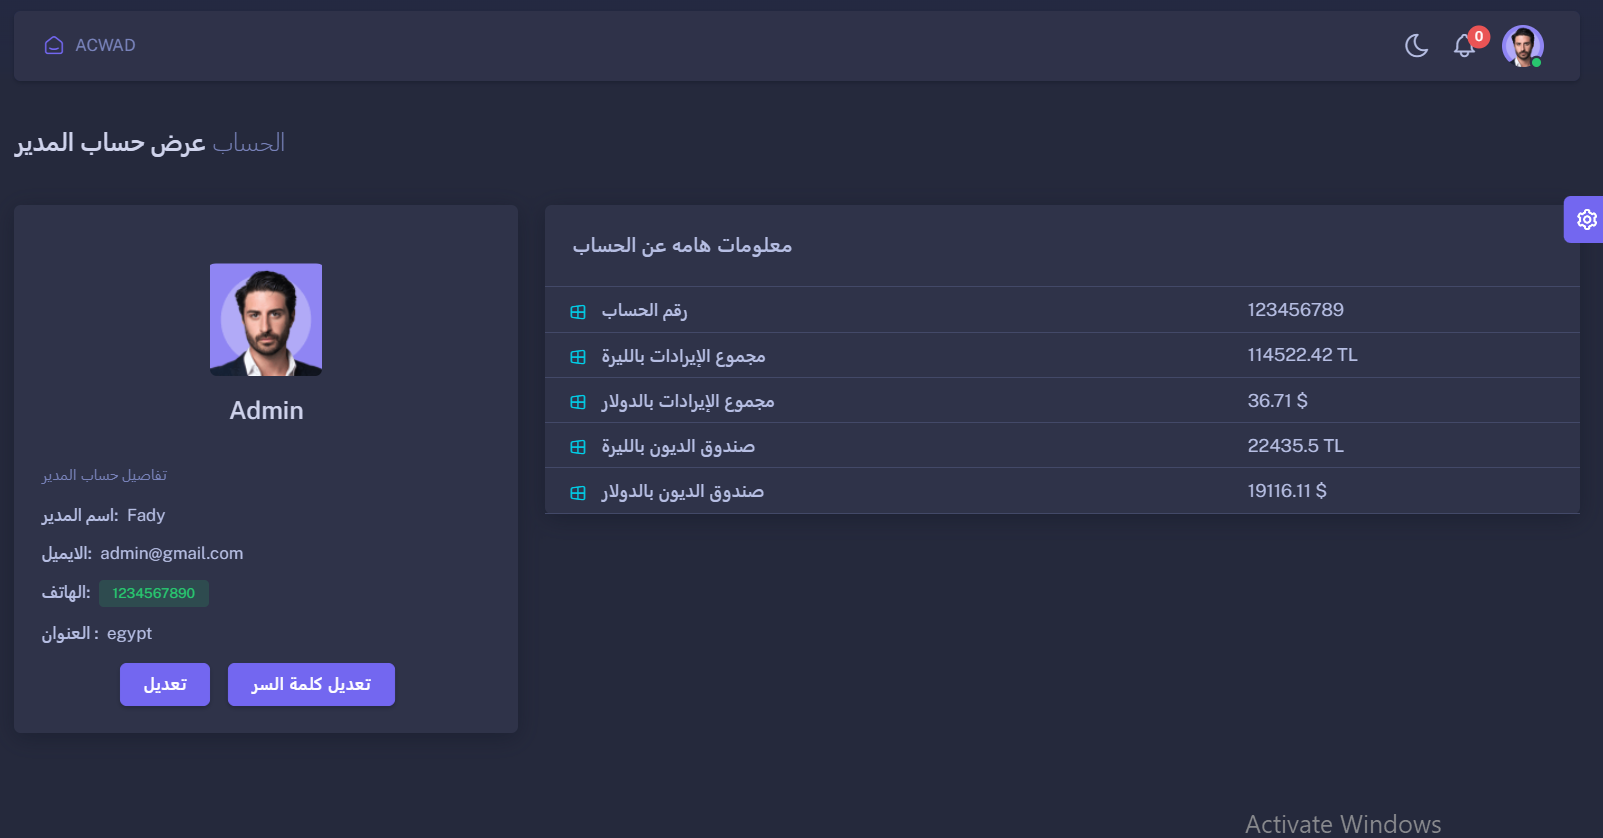 ACWAD
0
الحساب عرض حساب المدير
Admin
تفاصيل حساب المدير
اسم المدير: Fady
الايميل: admin@gmail.com
الهاتف: 1234567890
العنوان : egypt
تعديل
تعديل كلمة السر
معلومات هامه عن الحساب
رقم الحساب 123456789
مجموع الإيرادات بالليرة 114522.42 TL
مجموع الإيرادات بالدولار 36.71 $
صندوق الديون بالليرة 22435.5 TL
صندوق الديون بالدولار 19116.11 $
Activate Windows